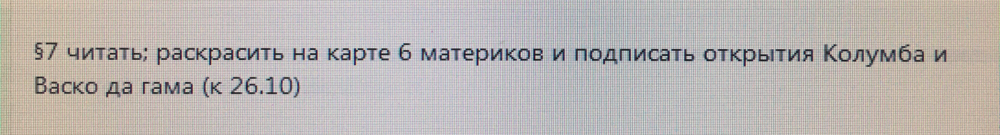 §7 читать; раскрасить на карте 6 материков и подписать открытия Колумба и
Васко да гама (к 26.10)